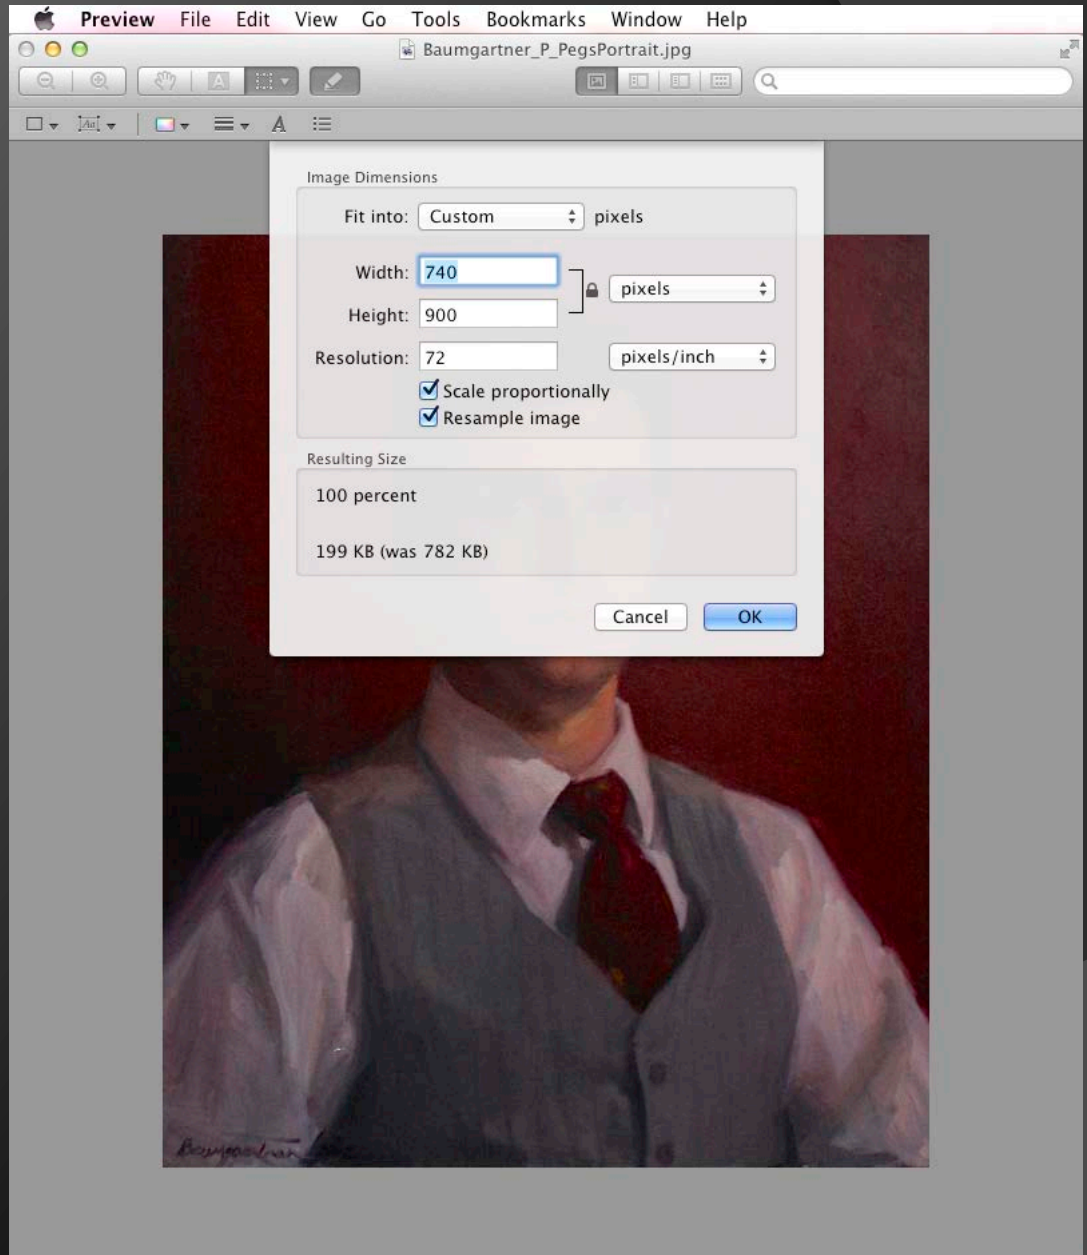 Preview File Edit View Go Tools Bookmarks Window Help
Baumgartner_P_PegsPortrait.jpg
A
Aa A
Image Dimensions
Fit into: Custom pixels
Width: 740
pixels
Height: 900
Resolution: 72 pixels/inch
Scale proportionally
Resample image
Resulting Size
100 percent
199 KB (was 782 KB)
Cancel OK
Baumgartner